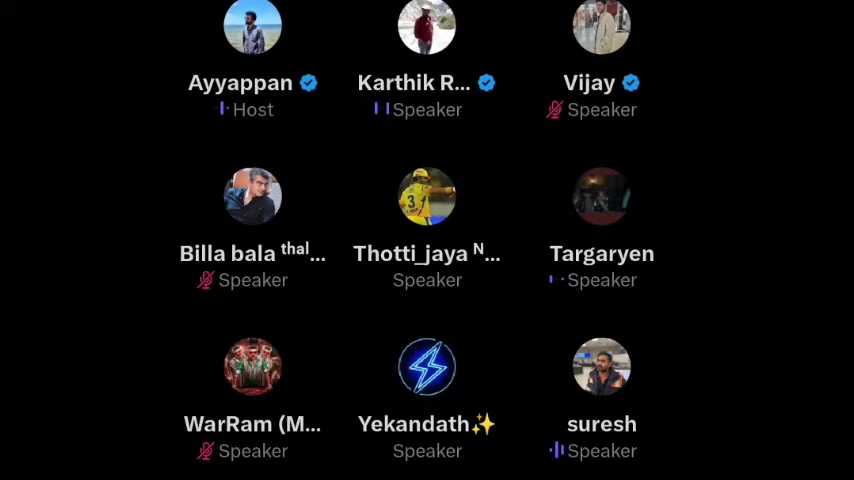 Ayyappan Karthik R... Vijay
Host Speaker Speaker
Billa bala ᵗʰᵃˡ... Thotti_jaya ᴺ... Targaryen
Speaker Speaker Speaker
WarRam (M... Yekandath✨ suresh
Speaker Speaker Speaker